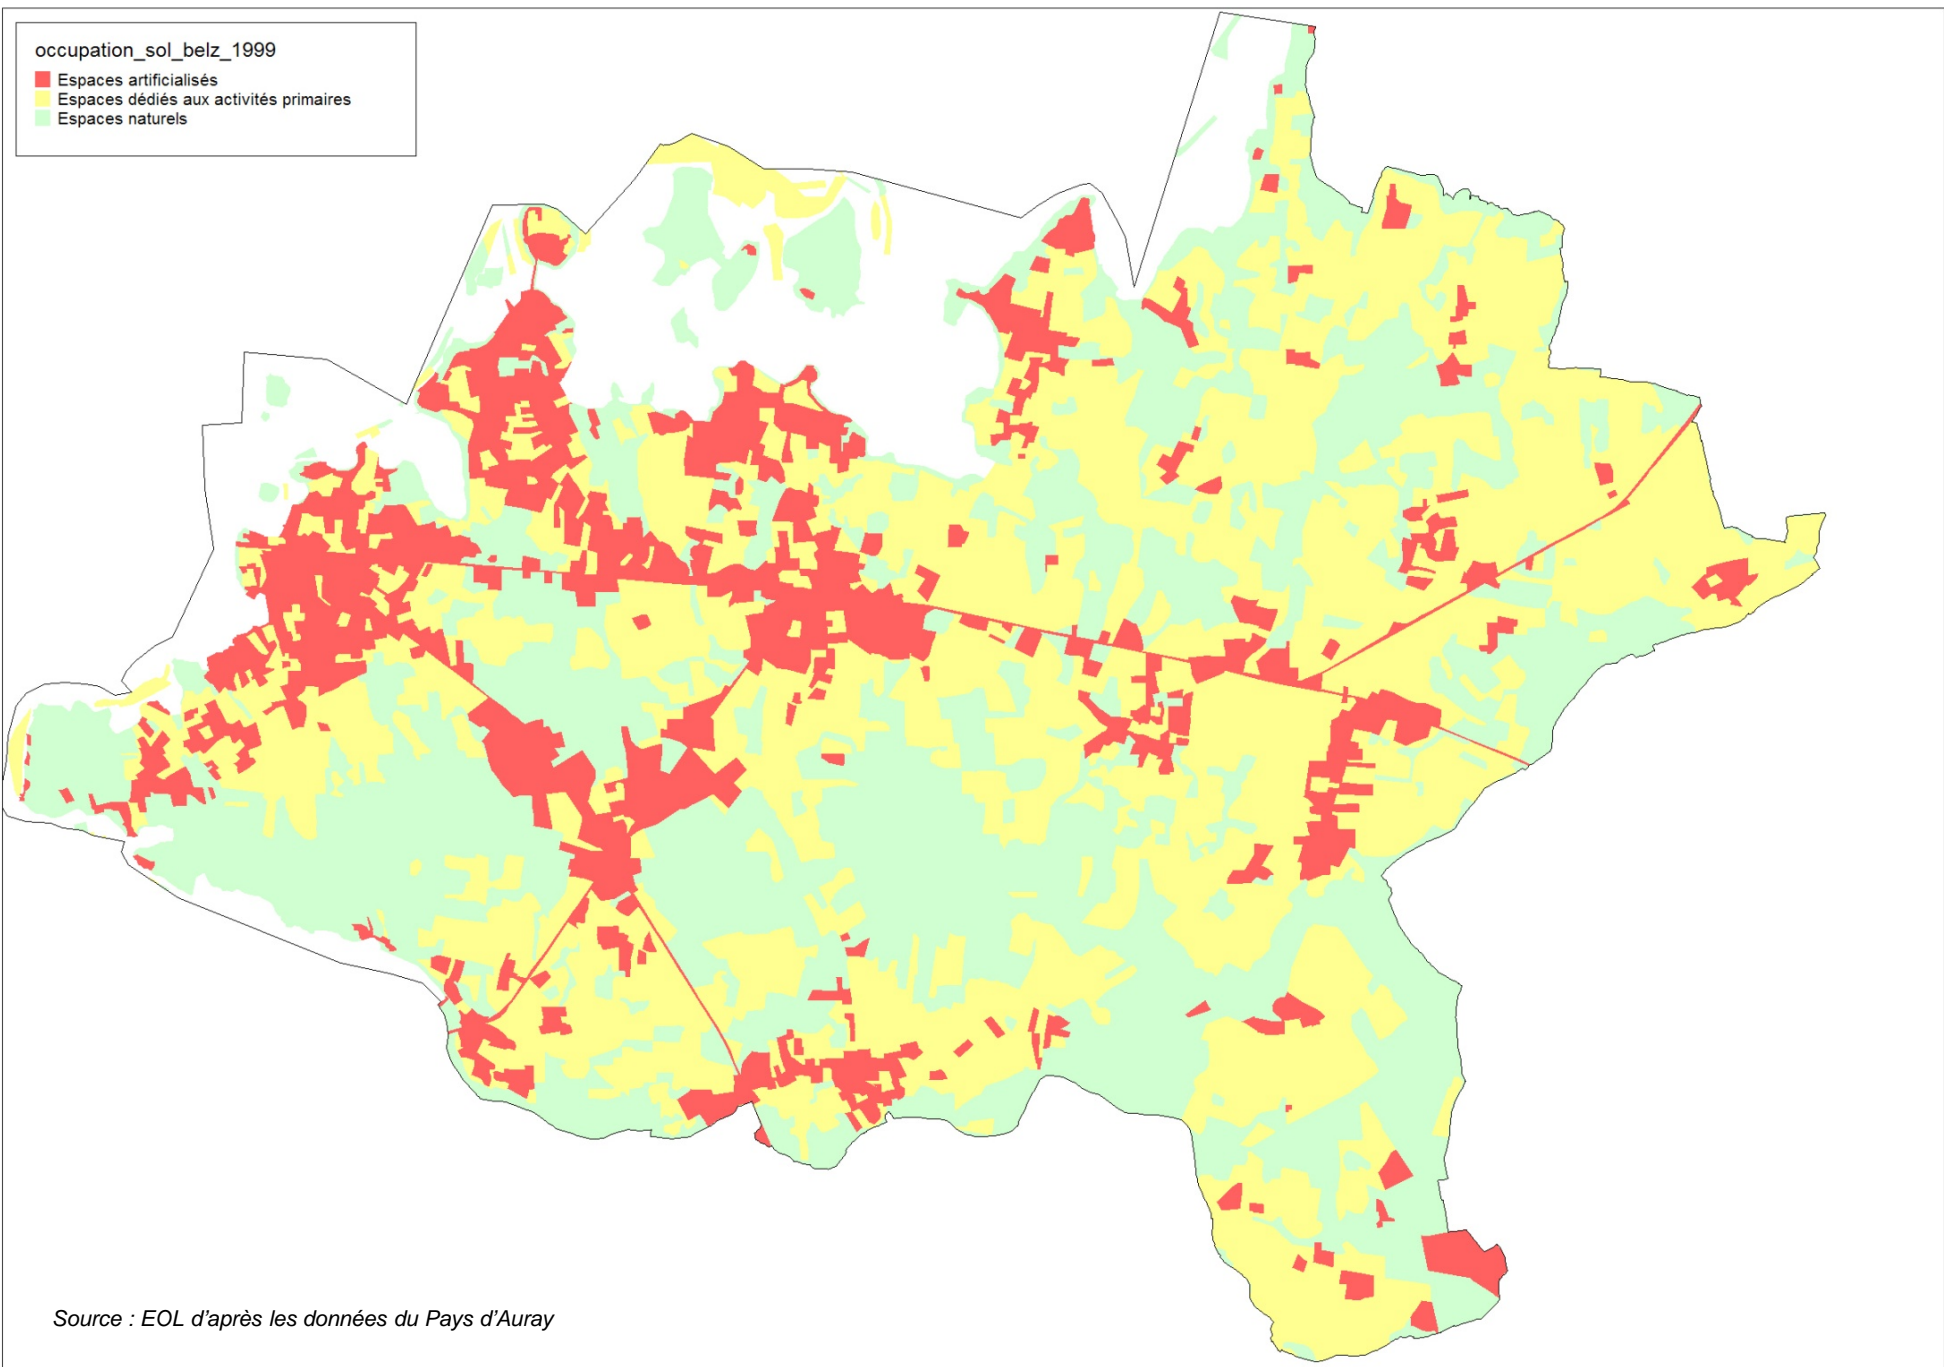 occupation_sol_belz_1999
Espaces artificialisés
Espaces dédiés aux activités primaires
Espaces naturels
Source : EOL d'après les données du Pays d'Auray